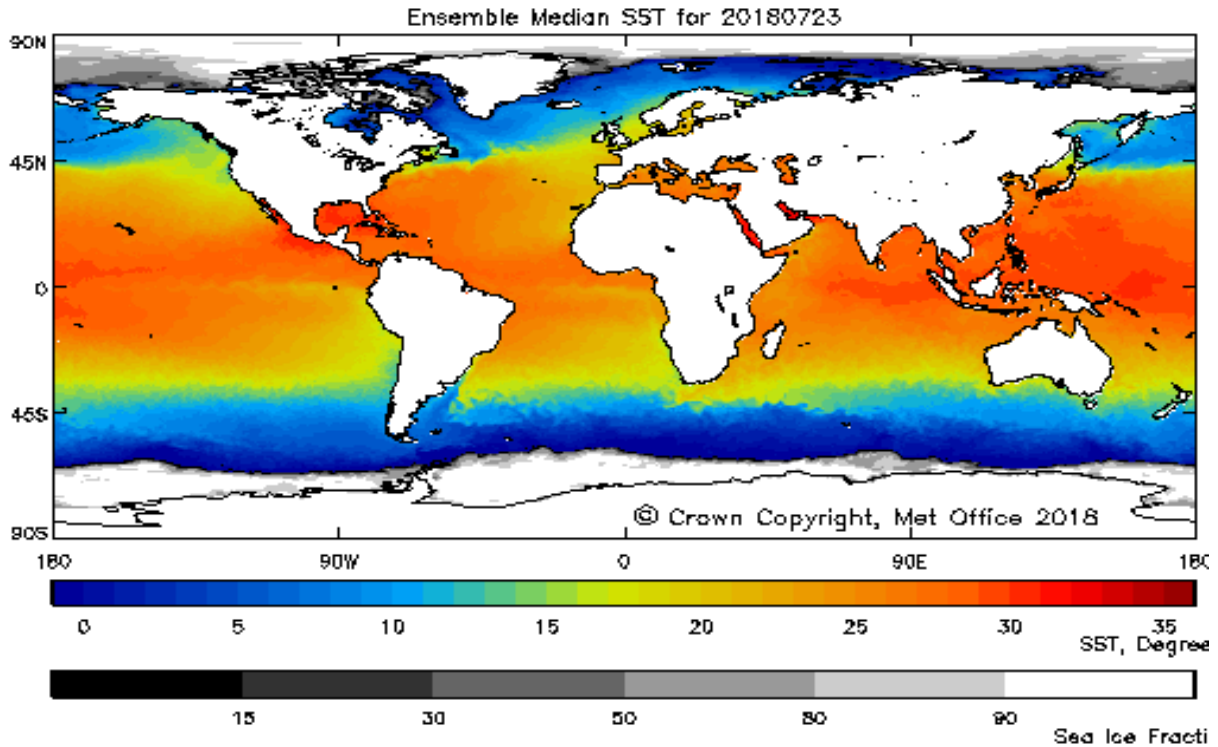 Ensemble Median SST for 20180723
90N
45N
0
45S
90S
© Crown Copyright, Met Office 2018
180 90W 0 90E 180
0 5 10 15 20 25 30 35
SST, Degre
15 30 50 80 90
Sea Ice Fracti